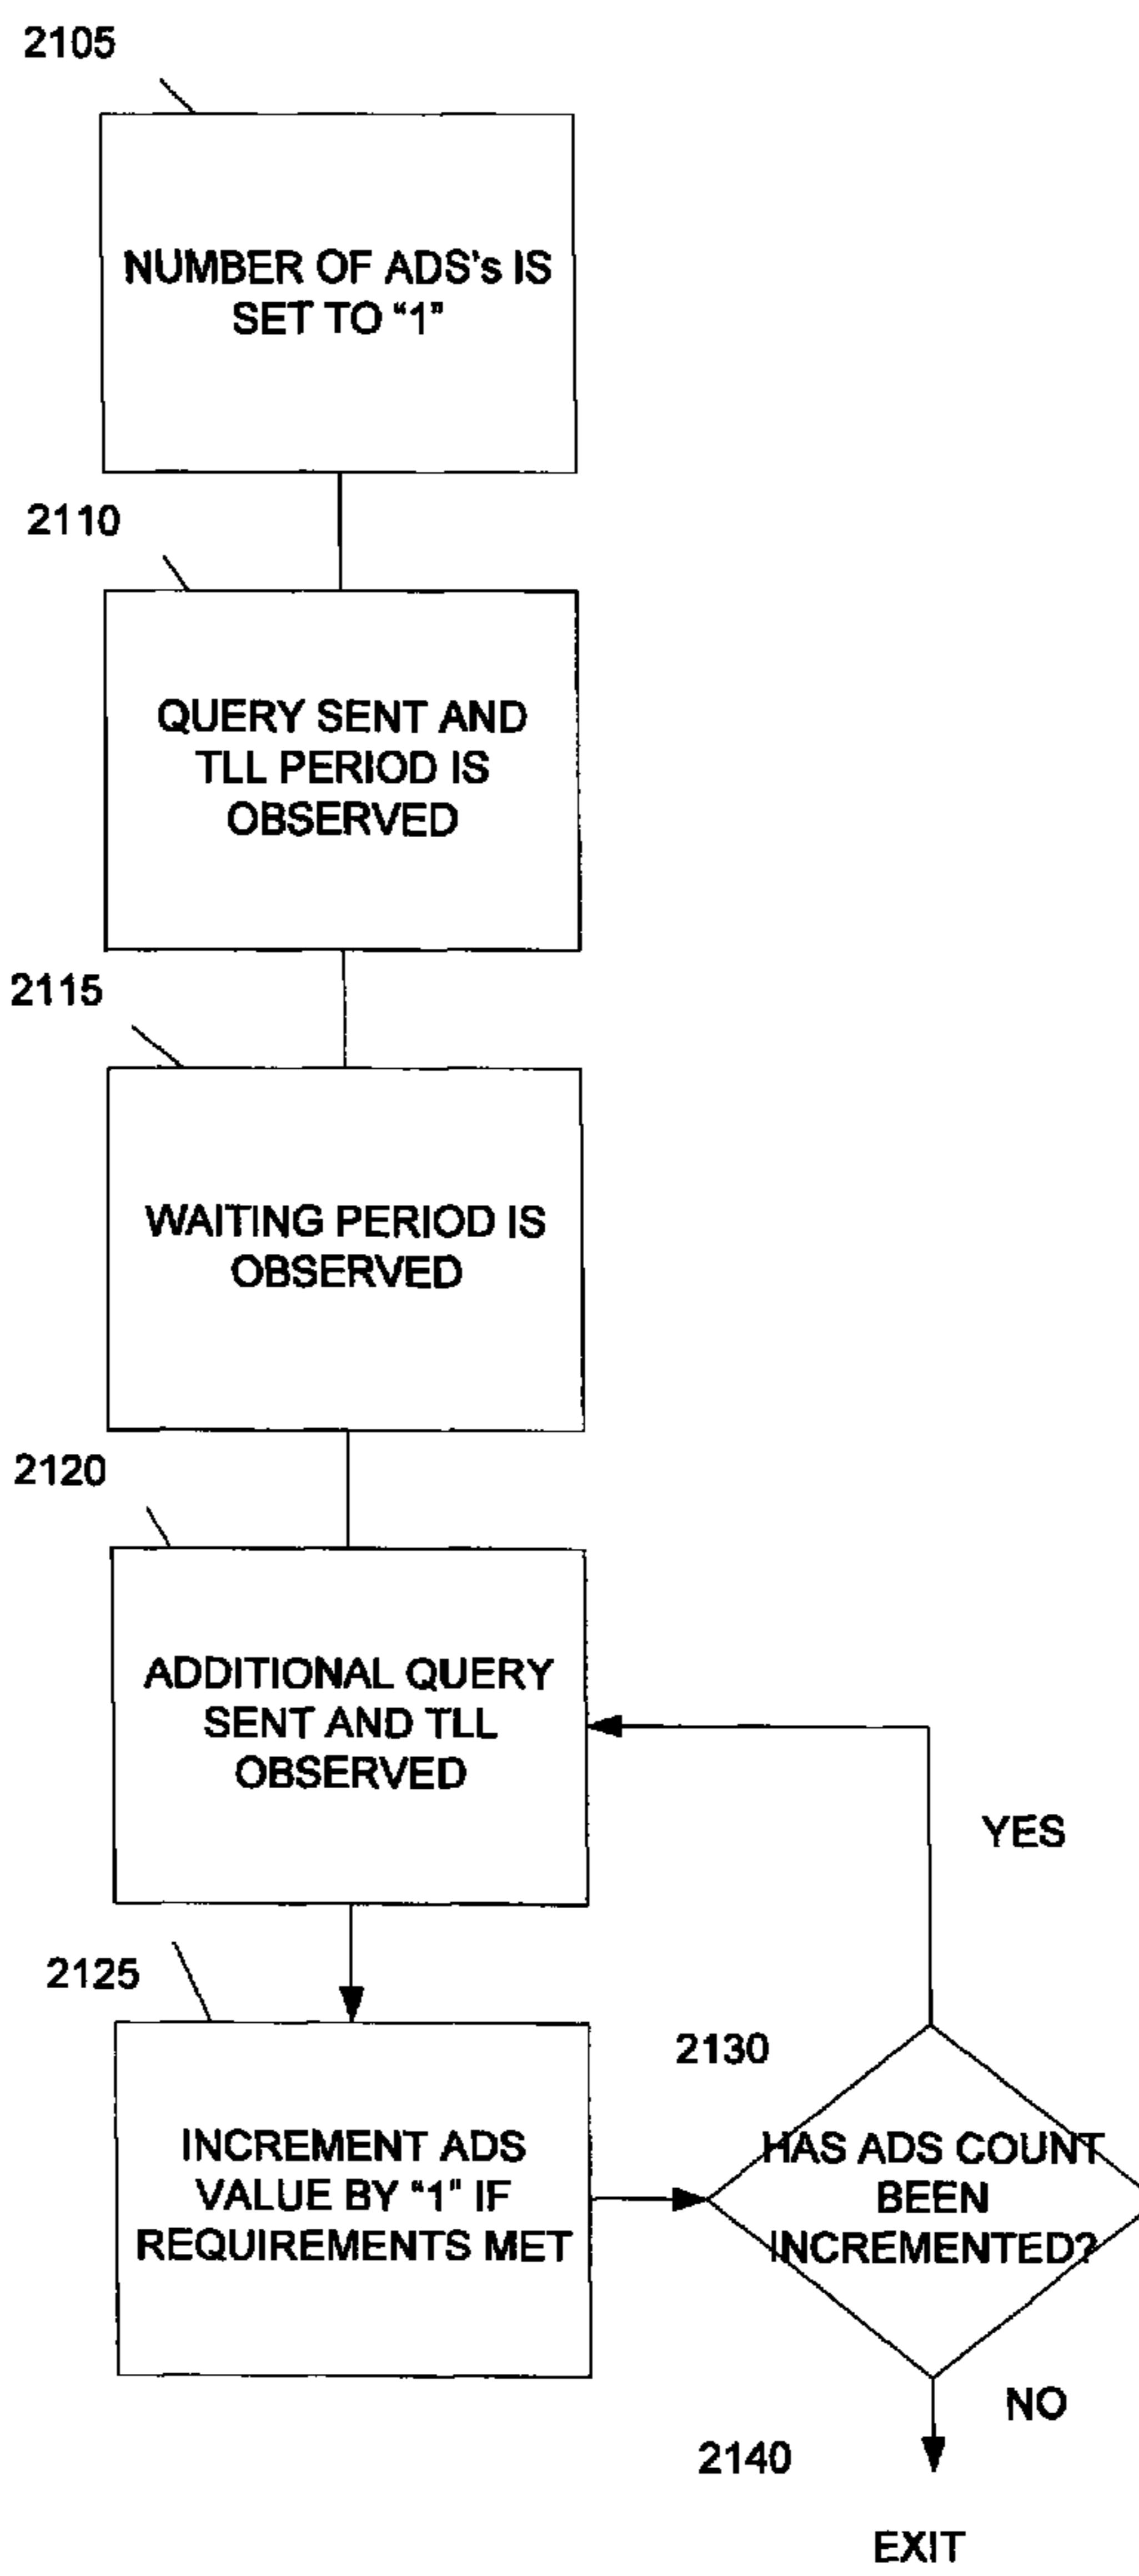 2105
NUMBER OF ADS's IS
SET TO “1”
2110
QUERY SENT AND
TLL PERIOD IS
OBSERVED
2115
WAITING PERIOD IS
OBSERVED
2120
ADDITIONAL QUERY
SENT AND TLL
OBSERVED
YES
2125
INCREMENT ADS
VALUE BY “1” IF
REQUIREMENTS MET
2130
HAS ADS COUNT
BEEN
INCREMENTED?
NO
2140
EXIT